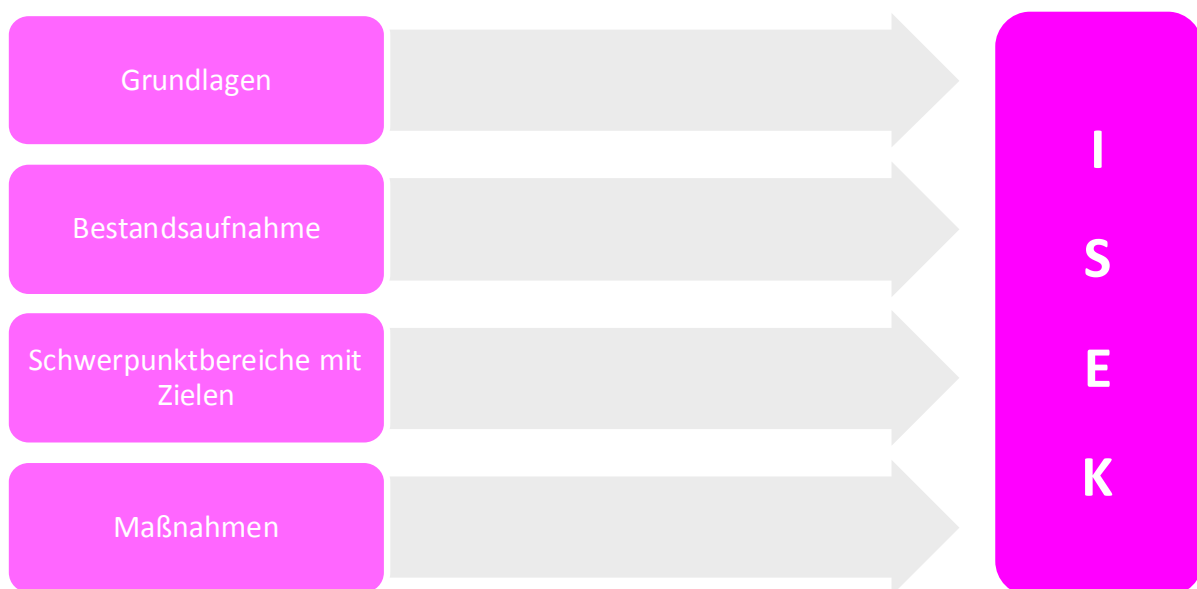 Grundlagen
Bestandsaufnahme
Schwerpunktbereiche mit
Zielen
Maßnahmen
I
S
E
K